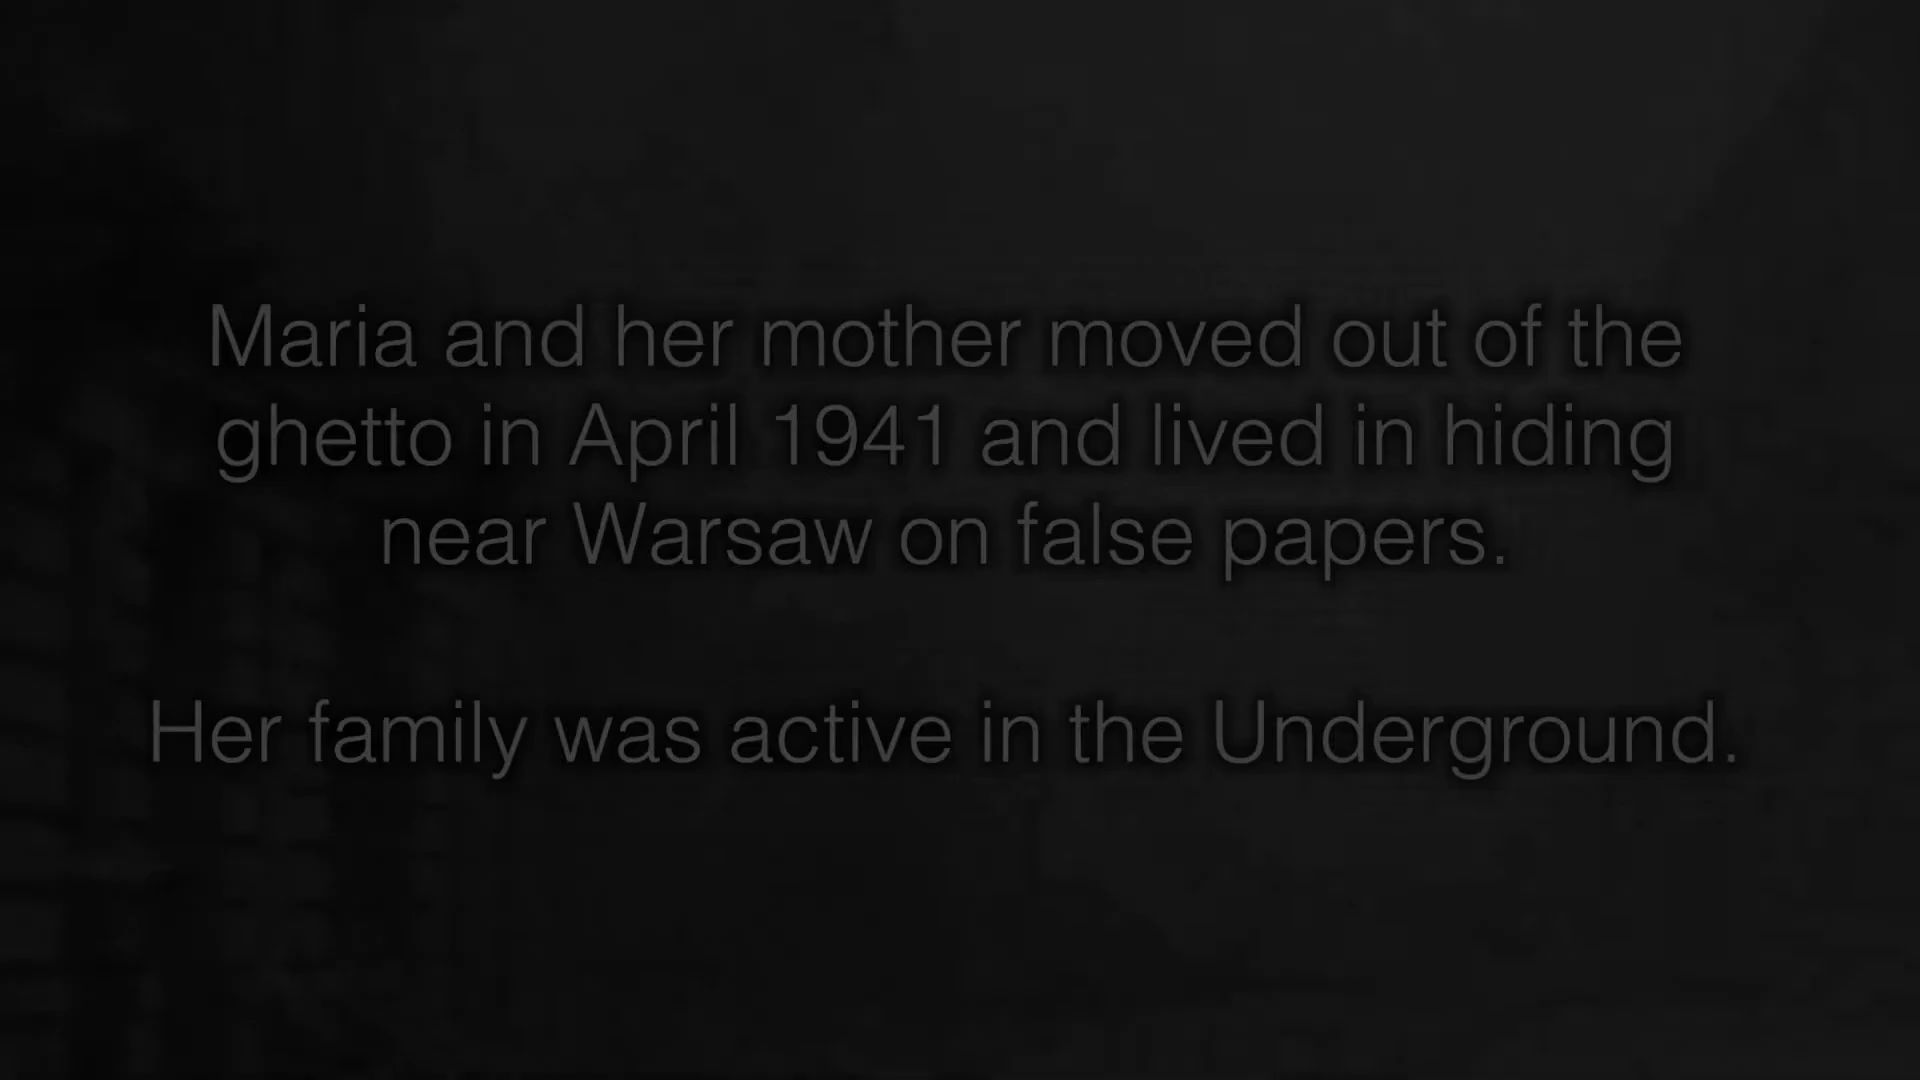 Maria and her mother moved out of the
ghetto in April 1941 and lived in hiding
near Warsaw on false papers.
Her family was active in the Underground.